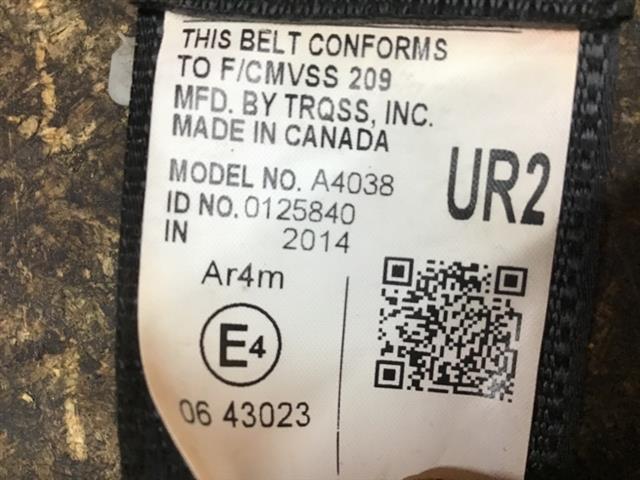 THIS BELT CONFORMS
TO F/CMVSS 209
MFD. BY TRQSS, INC.
MADE IN CANADA
MODEL NO. A4038
ID NO. 0125840
IN 2014
UR2
Ar4m
E4
06 43023